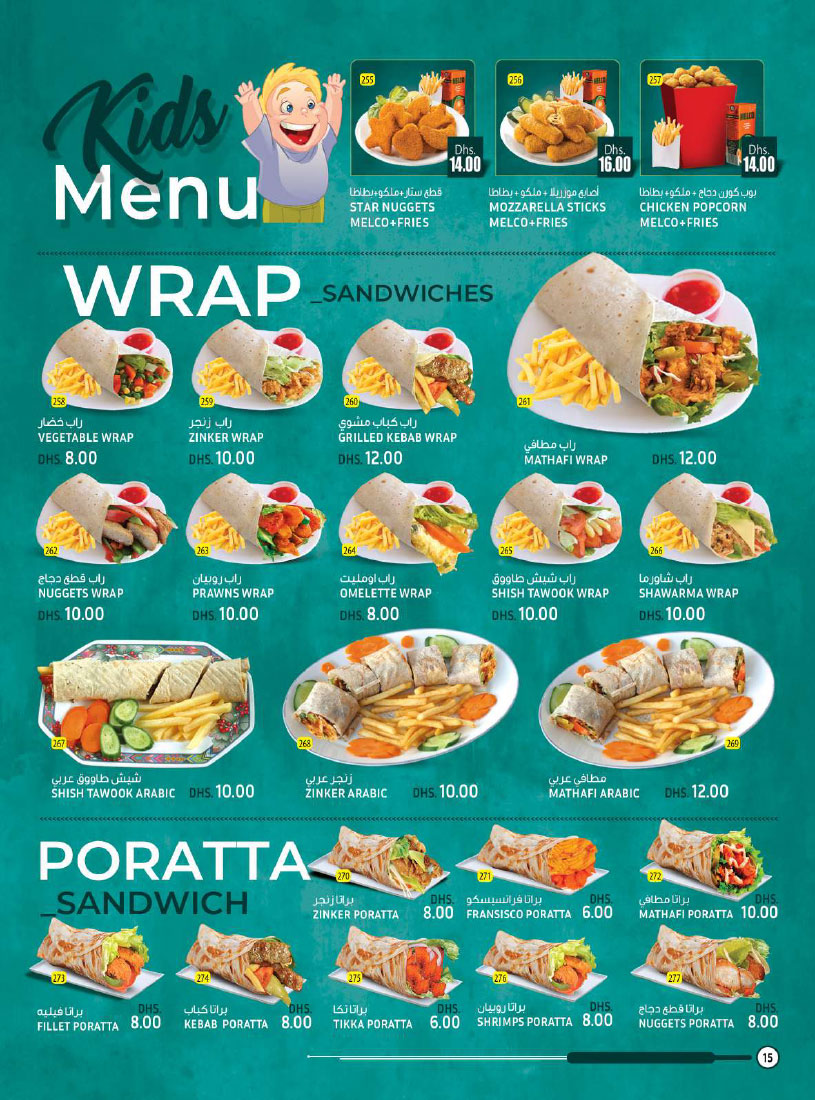 Kids
Menu
255
Dhs.
14.00
قطع ستار+ملكو+بطاطا
STAR NUGGETS
MELCO+FRIES
256
Dhs.
16.00
أصابع موزريلا + ملكو + بطاطا
MOZZARELLA STICKS
MELCO+FRIES
257
Dhs.
14.00
بوب كورن دجاج + ملكو+بطاطا
CHICKEN POPCORN
MELCO+FRIES
WRAP _SANDWICHES
258
راب خضار
VEGETABLE WRAP
DHS. 8.00
259
راب زنجر
ZINKER WRAP
DHS. 10.00
260
راب كباب مشوي
GRILLED KEBAB WRAP
DHS. 12.00
261
راب مطافي
MATHAFI WRAP DHS. 12.00
262
راب قطع دجاج
NUGGETS WRAP
DHS. 10.00
263
راب روبيان
PRAWNS WRAP
DHS. 10.00
264
راب اومليت
OMELETTE WRAP
DHS. 8.00
265
راب شيش طاووق
SHISH TAWOOK WRAP
DHS. 10.00
266
راب شاورما
SHAWARMA WRAP
DHS. 10.00
267
شيش طاووق عربي
SHISH TAWOOK ARABIC DHS. 10.00
268
زنجر عربي
ZINKER ARABIC DHS. 10.00
269
مطافي عربي
MATHAFI ARABIC DHS. 12.00
PORATTA
_SANDWICH
270
براتا زنجر DHS.
ZINKER PORATTA 8.00
271
براتا فرانسيسكو DHS.
FRANSISCO PORATTA 6.00
272
براتا مطافي DHS.
MATHAFI PORATTA 10.00
273
براتا فيليه DHS.
FILLET PORATTA 8.00
274
براتا كباب DHS.
KEBAB PORATTA 8.00
275
براتا تكا DHS.
TIKKA PORATTA 6.00
276
براتا روبيان DHS.
SHRIMPS PORATTA 8.00
277
براتا قطع دجاج DHS.
NUGGETS PORATTA 8.00
15